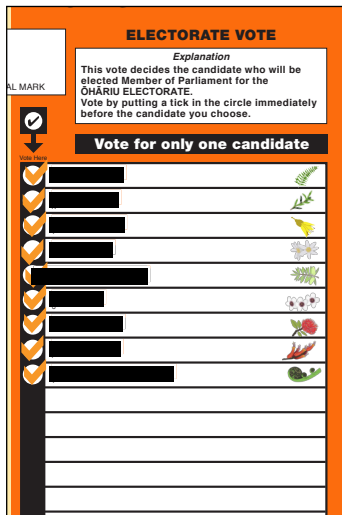 ELECTORATE VOTE
Explanation
This vote decides the candidate who will be
elected Member of Parliament for the
ŌHĀRIU ELECTORATE.
Vote by putting a tick in the circle immediately
before the candidate you choose.
AL MARK
Vote for only one candidate
Vote Here